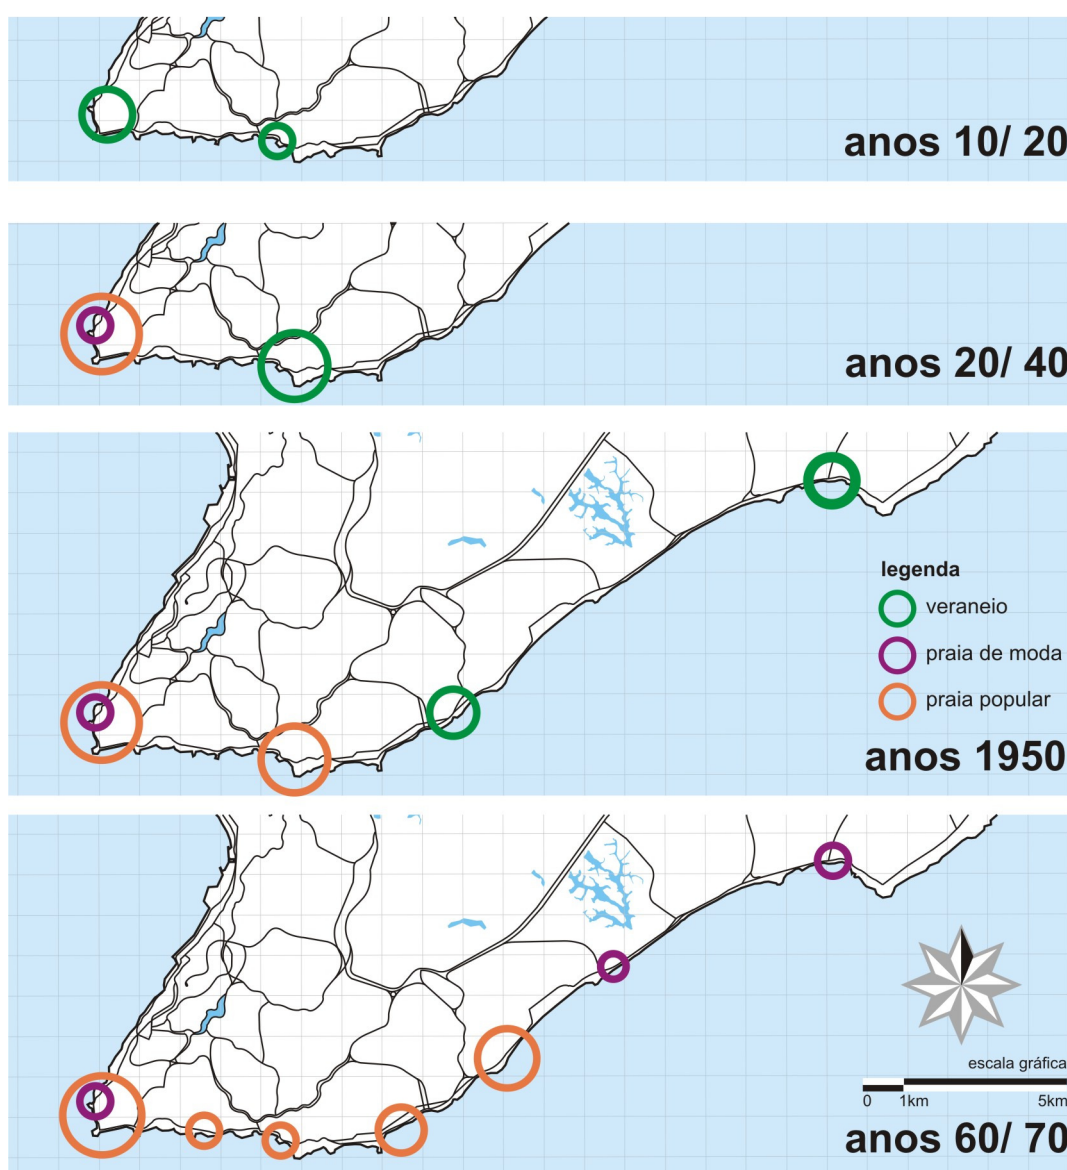 anos 10/ 20
anos 20/ 40
legenda
veraneio
praia de moda
praia popular
anos 1950
escala gráfica
0 1km 5km
anos 60/ 70